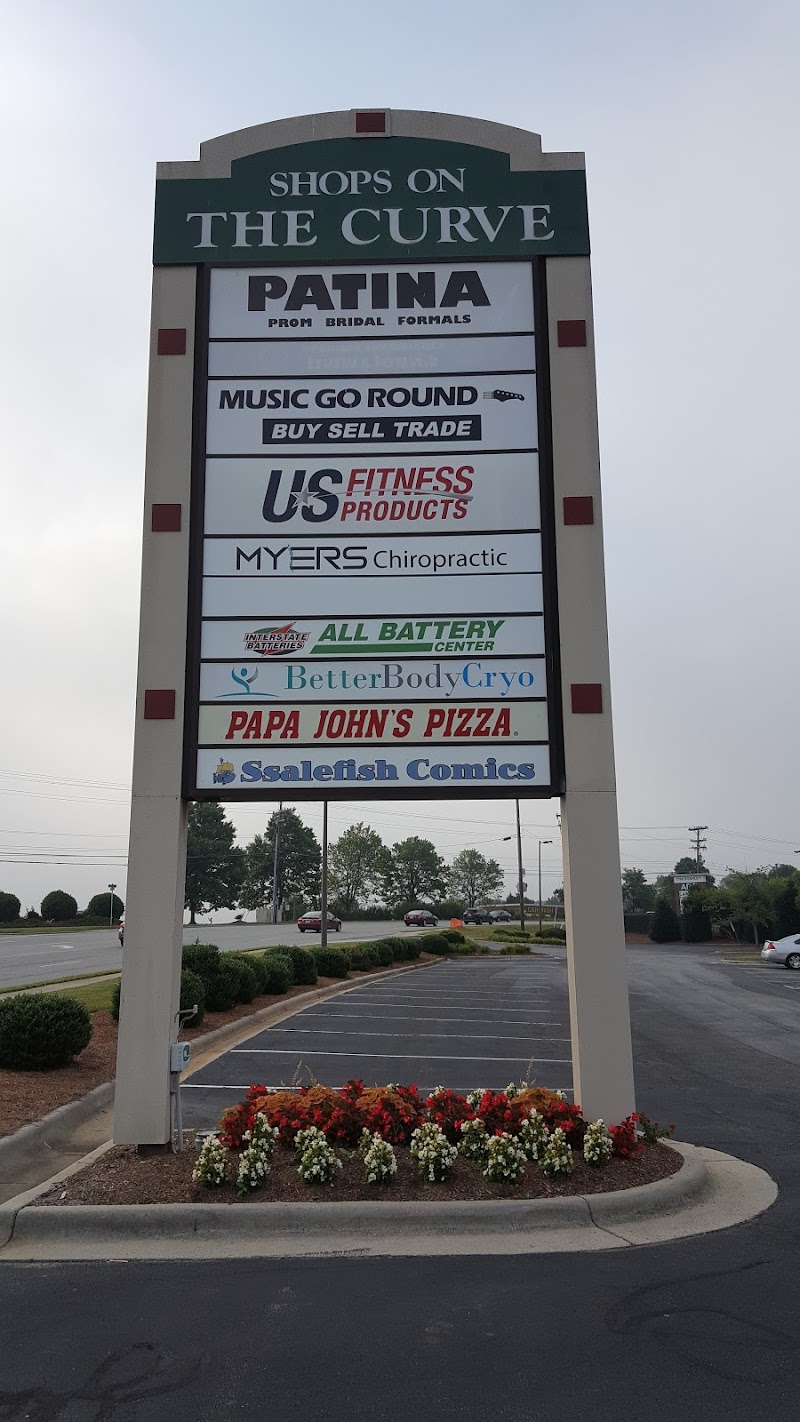 SHOPS ON
THE CURVE
PATINA
PROM BRIDAL FORMALS
MUSIC GO ROUND
BUY SELL TRADE
US FITNESS
PRODUCTS
MYERS Chiropractic
INTERSTATE
BATTERIES
ALL BATTERY
CENTER
BetterBodyCryo
PAPA JOHN'S PIZZA
Ssalefish Comics